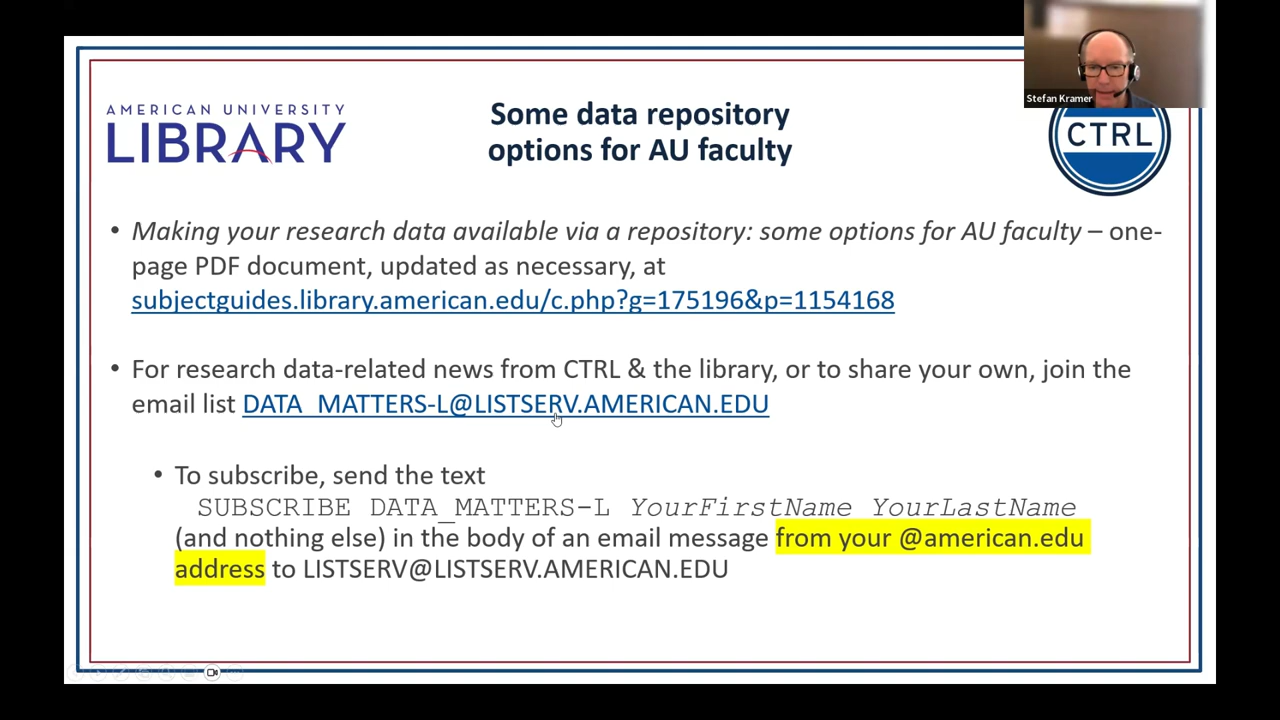 Stefan Kramer
AMERICAN UNIVERSITY
LIBRARY
Some data repository
options for AU faculty
CTRL
• Making your research data available via a repository: some options for AU faculty – one-
page PDF document, updated as necessary, at
subjectguides.library.american.edu/c.php?g=175196&p=1154168
• For research data-related news from CTRL & the library, or to share your own, join the
email list DATA_MATTERS-L@LISTSERV.AMERICAN.EDU
• To subscribe, send the text
SUBSCRIBE DATA_MATTERS-L YourFirstName YourLastName
(and nothing else) in the body of an email message from your @american.edu
address to LISTSERV@LISTSERV.AMERICAN.EDU